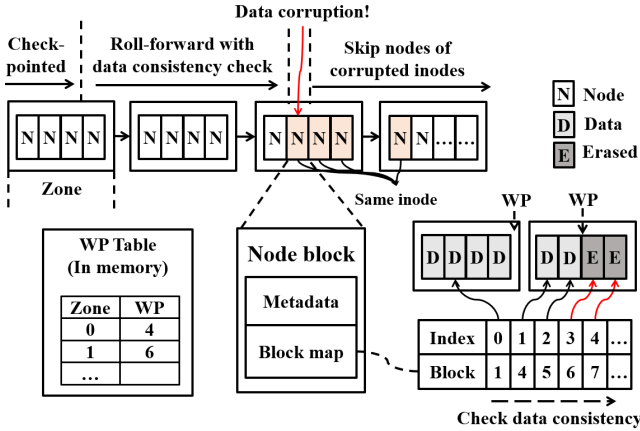 Data corruption!
Check-
pointed
Roll-forward with
data consistency check
Skip nodes of
corrupted inodes
N N N N
N N N N
N N N N
N N ... ...
N Node
D Data
E Erased
Zone
Same inode
WP WP
WP Table
(In memory)
Zone WP
0 4
1 6
...
Node block
Metadata
Block map
D D D D
D D E E
Index 0 1 2 3 4 ...
Block 1 4 5 6 7 ...
Check data consistency